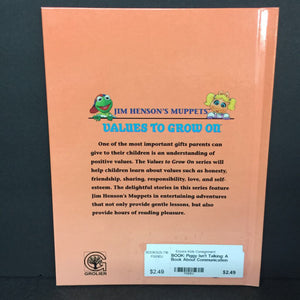 JIM HENSON'S MUPPETS
VALUES TO GROW ON
One of the most important gifts parents can
give to their children is an understanding of
positive values. The Values to Grow On series will
help children learn about values such as honesty,
friendship, sharing, responsibility, love, and self-
esteem. The delightful stories in this series feature
Jim Henson's Muppets in entertaining adventures
that not only provide gentle lessons, but also
provide hours of reading pleasure.
GROLIER
$2.49
BOOK Piggy Isn't Talking: A
Book About Communication
$2.49